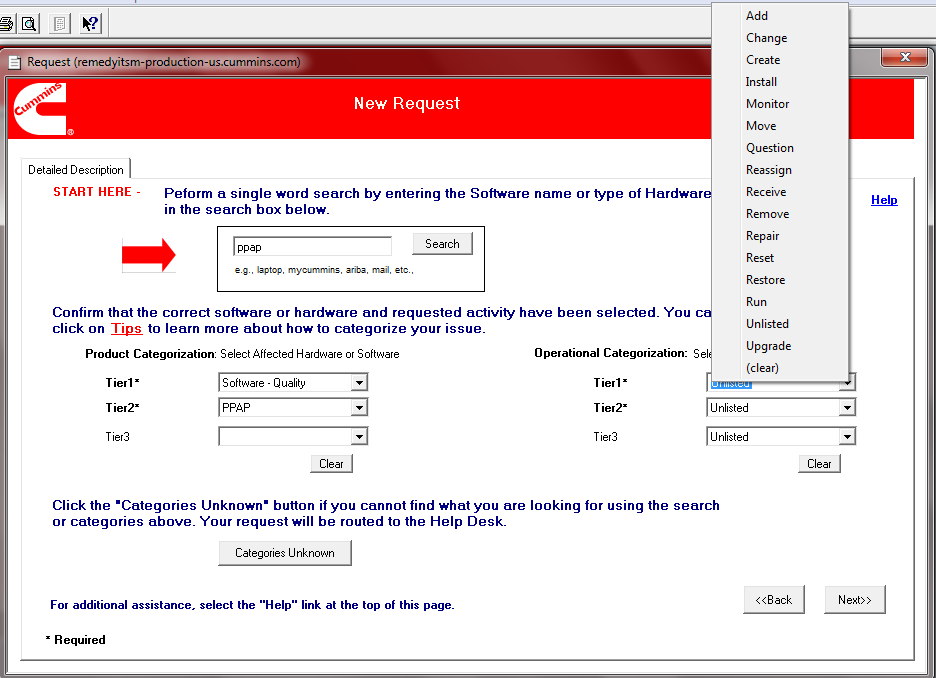 Request (remedyitsm-production-us.cummins.com)
Cummins
®
New Request
Detailed Description
START HERE -
Peform a single word search by entering the Software name or type of Hardware
in the search box below.
Help
ppap
Search
e.g., laptop, mycummins, ariba, mail, etc.,
Confirm that the correct software or hardware and requested activity have been selected. You ca
click on Tips to learn more about how to categorize your issue.
Product Categorization: Select Affected Hardware or Software
Tier1*
Software - Quality
Tier2*
PPAP
Tier3
Clear
Operational Categorization: Sele
Tier1*
Unlisted
Tier2*
Unlisted
Tier3
Unlisted
Clear
Add
Change
Create
Install
Monitor
Move
Question
Reassign
Receive
Remove
Repair
Reset
Restore
Run
Unlisted
Upgrade
(clear)
Click the "Categories Unknown" button if you cannot find what you are looking for using the search
or categories above. Your request will be routed to the Help Desk.
Categories Unknown
For additional assistance, select the "Help" link at the top of this page.
<<Back
Next>>
* Required